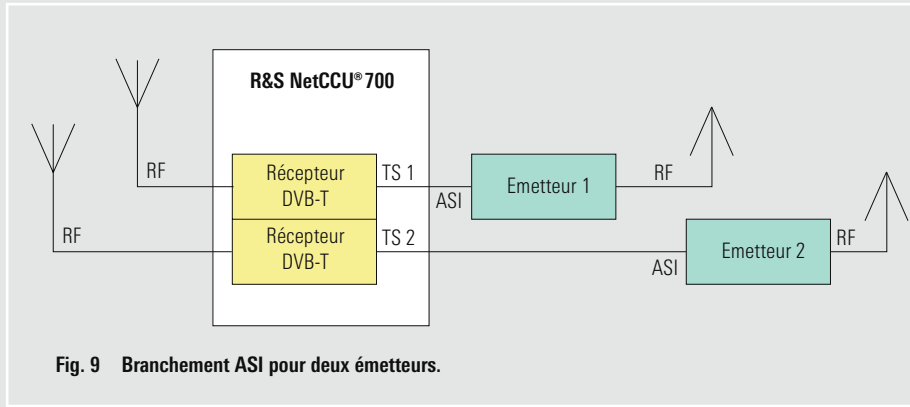 R&S NetCCU® 700
RF
Récepteur
DVB-T
TS 1
ASI
Emetteur 1
RF
RF
Récepteur
DVB-T
TS 2
ASI
Emetteur 2
RF
Fig. 9 Branchement ASI pour deux émetteurs.